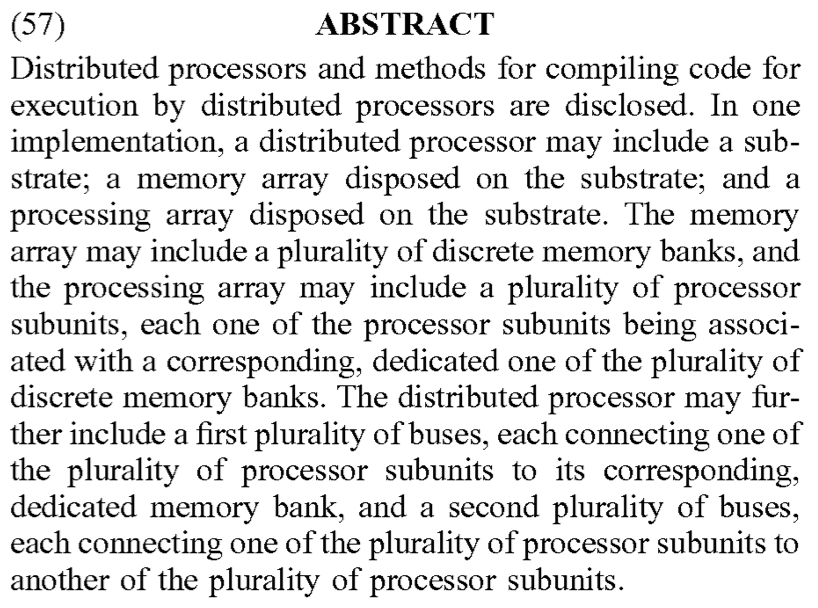 (57) ABSTRACT
Distributed processors and methods for compiling code for
execution by distributed processors are disclosed. In one
implementation, a distributed processor may include a sub-
strate; a memory array disposed on the substrate; and a
processing array disposed on the substrate. The memory
array may include a plurality of discrete memory banks, and
the processing array may include a plurality of processor
subunits, each one of the processor subunits being associ-
ated with a corresponding, dedicated one of the plurality of
discrete memory banks. The distributed processor may fur-
ther include a first plurality of buses, each connecting one of
the plurality of processor subunits to its corresponding,
dedicated memory bank, and a second plurality of buses,
each connecting one of the plurality of processor subunits to
another of the plurality of processor subunits.